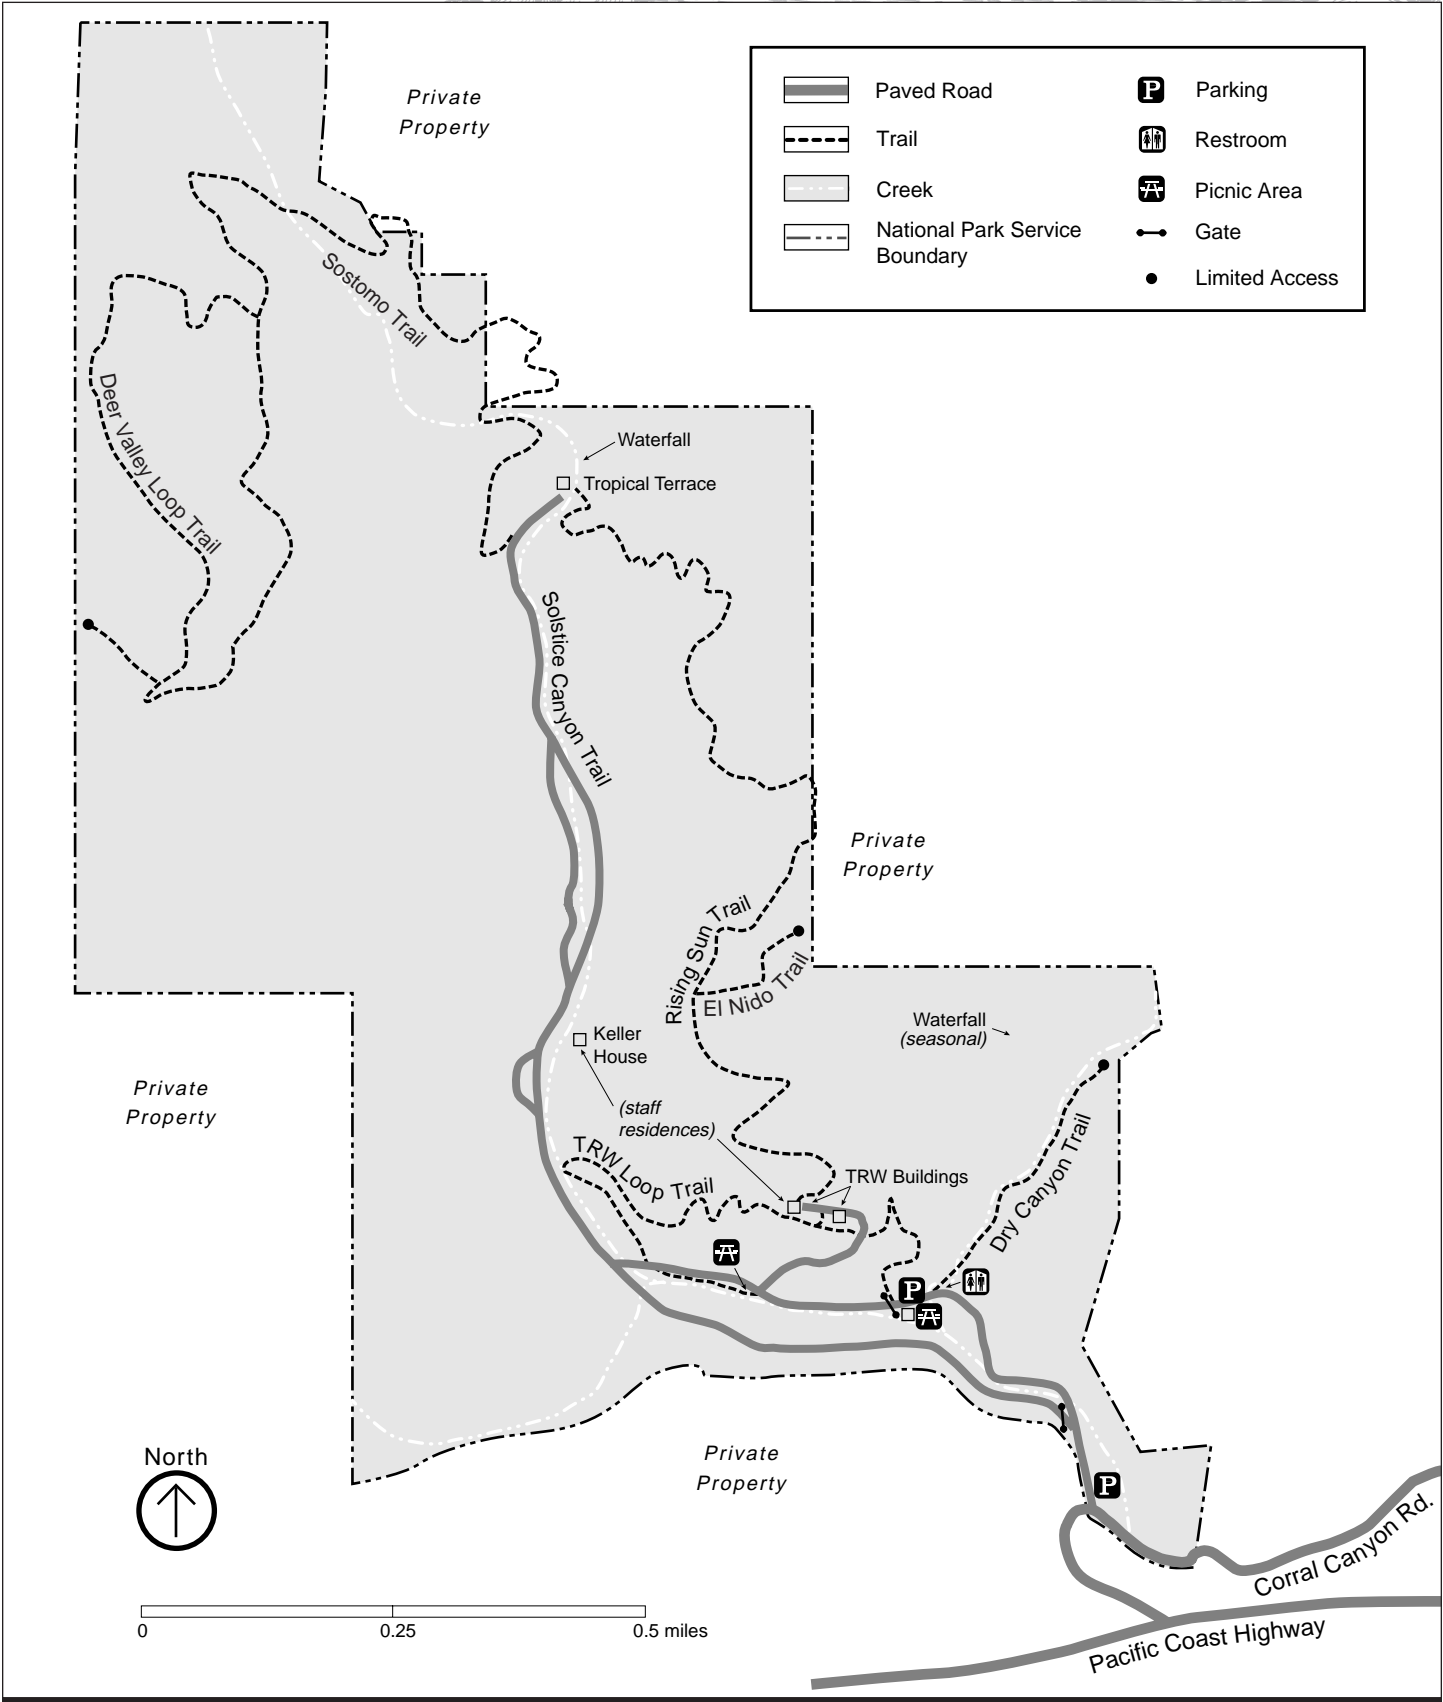 Private
Property
Paved Road
Trail
Creek
National Park Service
Boundary
P
Parking
Restroom
Picnic Area
Gate
Limited Access
Sostomo Trail
Deer Valley Loop Trail
Waterfall
Tropical Terrace
Solstice Canyon Trail
Private
Property
Rising Sun Trail
El Nido Trail
Waterfall
(seasonal)
Keller
House
Private
Property
(staff
residences)
TRW Loop Trail
TRW Buildings
Dry Canyon Trail
P
Private
Property
North
P
Corral Canyon Rd.
Pacific Coast Highway
0
0.25
0.5 miles